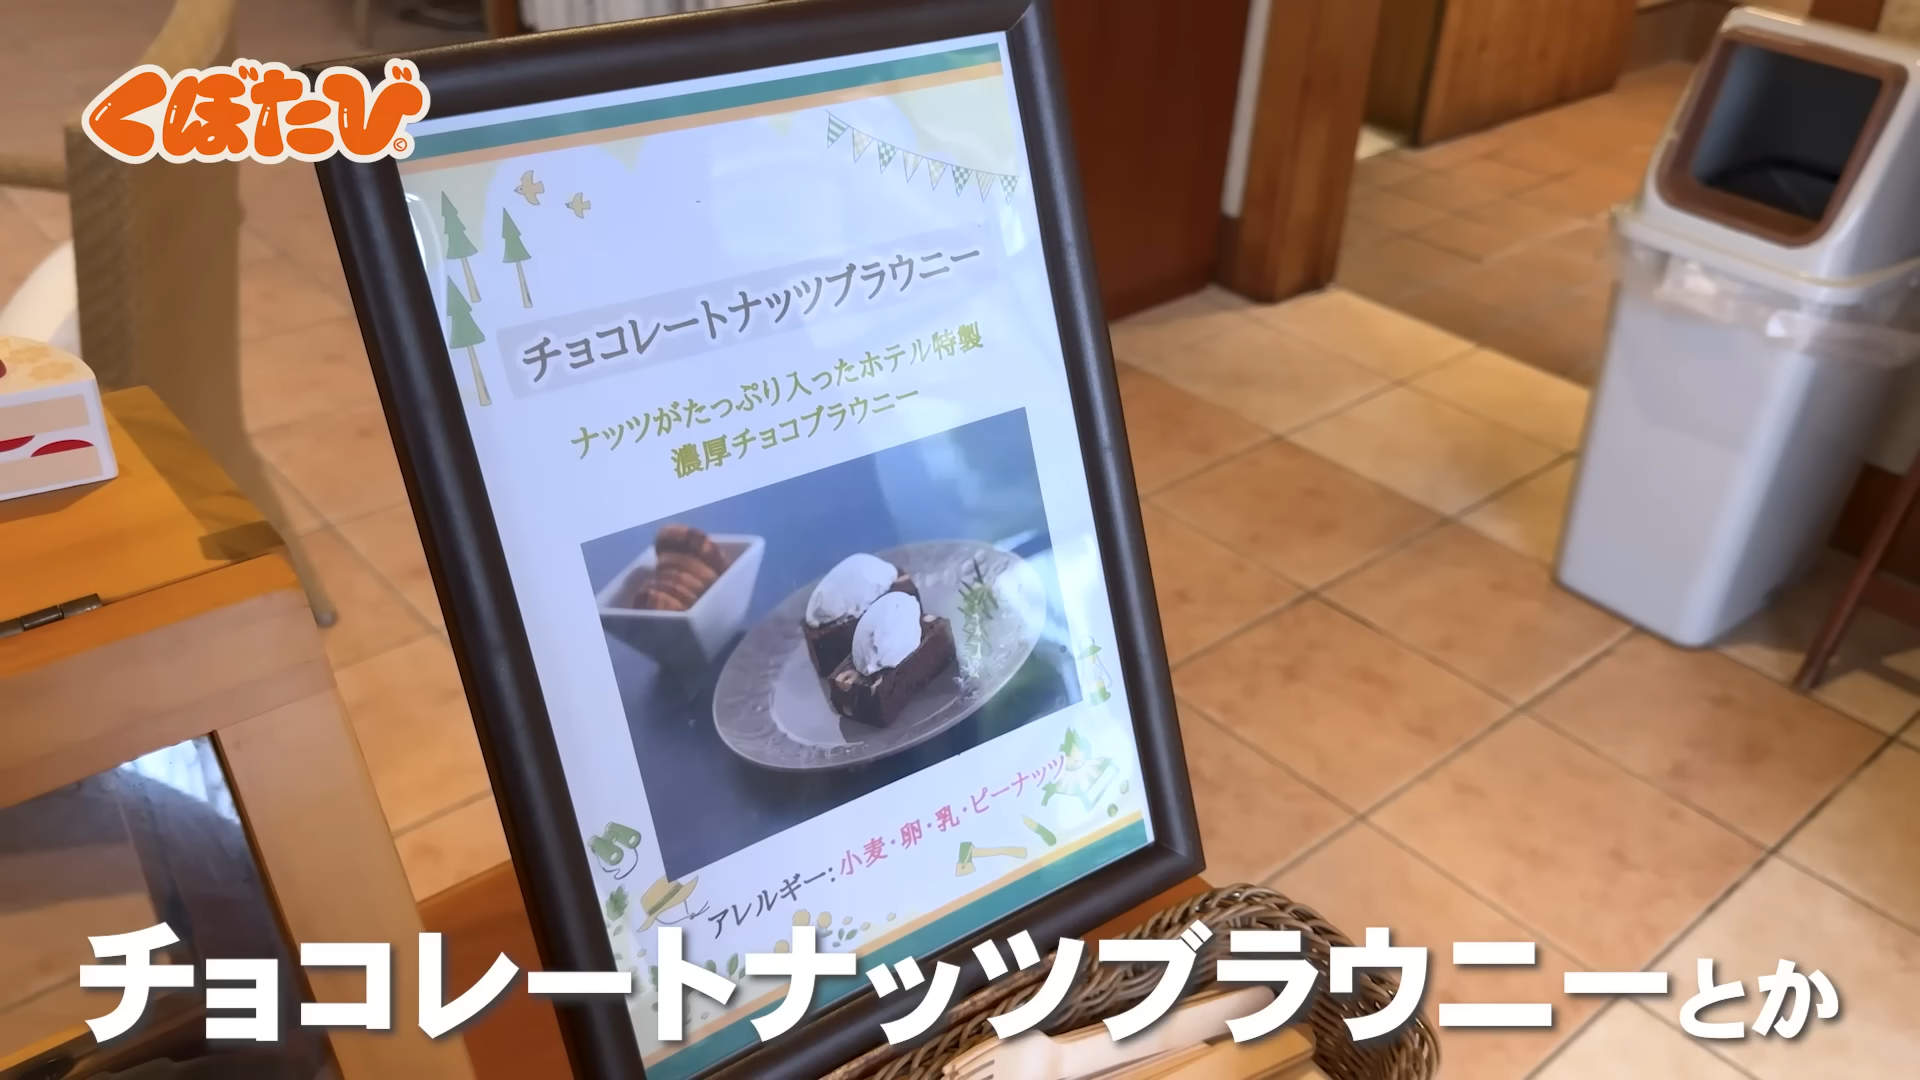 くぼたび
チョコレートナッツブラウニー
ナッツがたっぷり入ったホテル特製
濃厚チョコブラウニー
アレルギー:小麦・卵・乳・ピーナッツ
チョコレートナッツブラウニーとか